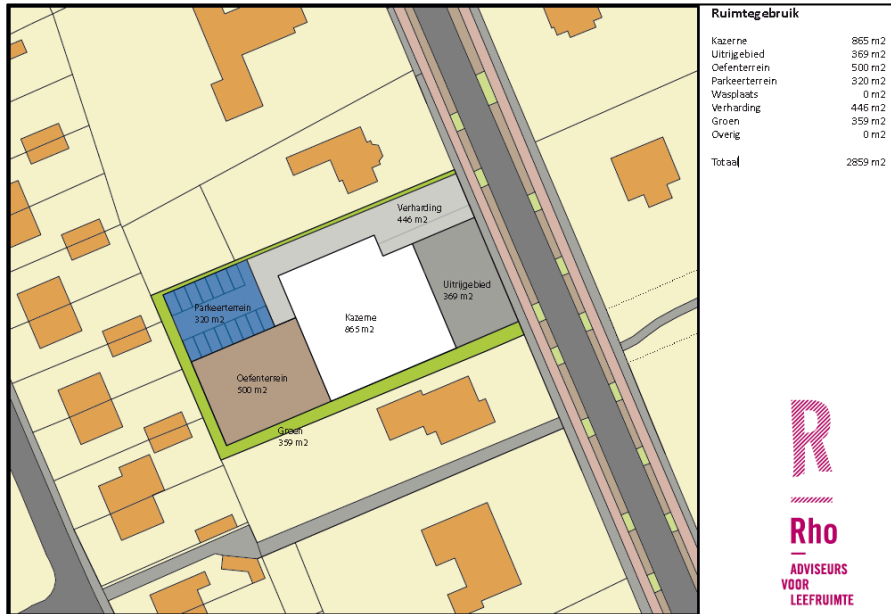 Ruimtegebruik
Kazerne 865 m2
Uitrijgebied 369 m2
Oefenterrein 500 m2
Parkeerterrein 320 m2
Wasplaats 0 m2
Verharding 446 m2
Groen 359 m2
Overig 0 m2
Totaal 2859 m2
Verharding
446 m2
Uitrijgebied
369 m2
Parkeerterrein
320 m2
Kazerne
865 m2
Oefenterrein
500 m2
Groen
359 m2
R
Rho
ADVISEURS
VOOR
LEEFRUIMTE